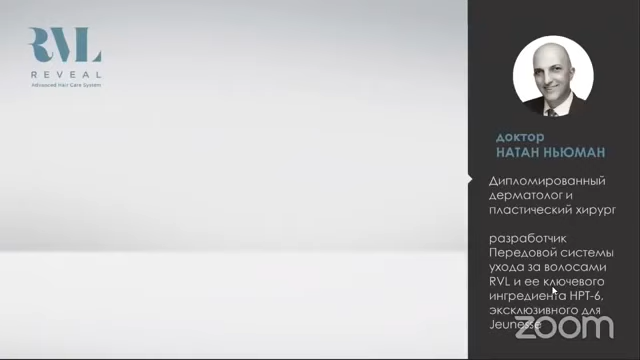 RVL
REVEAL
Advanced Hair Care System
доктор
НАТАН НЬЮМАН
Дипломированный
дерматолог и
пластический хирург
разработчик
Передовой системы
ухода за волосами
RVL и ее ключевого
ингредиента HPT-6,
эксклюзивного для
Jeunesse
zoom